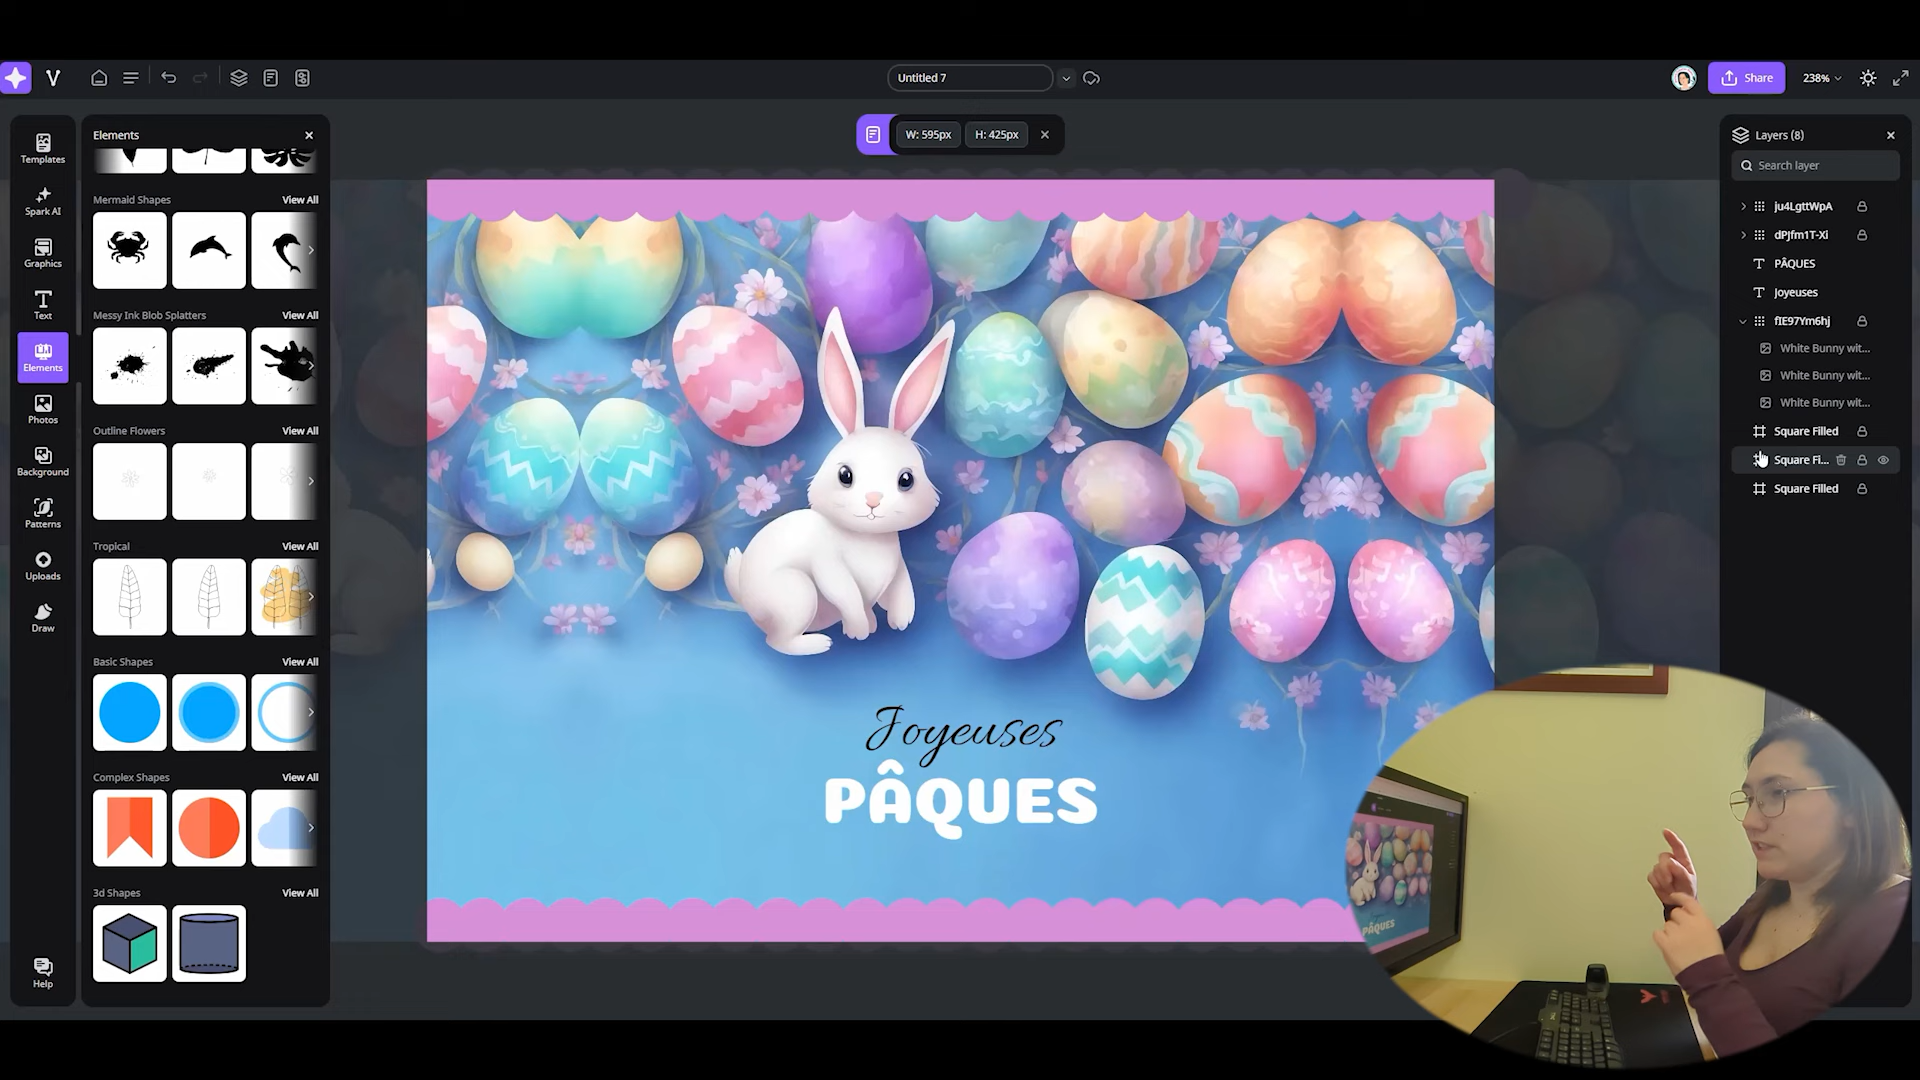 Untitled 7
Share
238%
Templates
Spark AI
Graphics
Text
Elements
Photos
Background
Patterns
Uploads
Draw
Help
Elements
Mermaid Shapes
View All
Messy Ink Blob Splatters
View All
Outline Flowers
View All
Tropical
View All
Basic Shapes
View All
Complex Shapes
View All
3d Shapes
View All
W: 595px
H: 425px
Joyeuses
PÂQUES
Layers (8)
Search layer
ju4LgttWpA
dPJfm1T-Xi
PÂQUES
Joyeuses
fIE97Ym6hj
White Bunny wit...
White Bunny wit...
White Bunny wit...
Square Filled
Square Fi...
Square Filled
PÂQUES